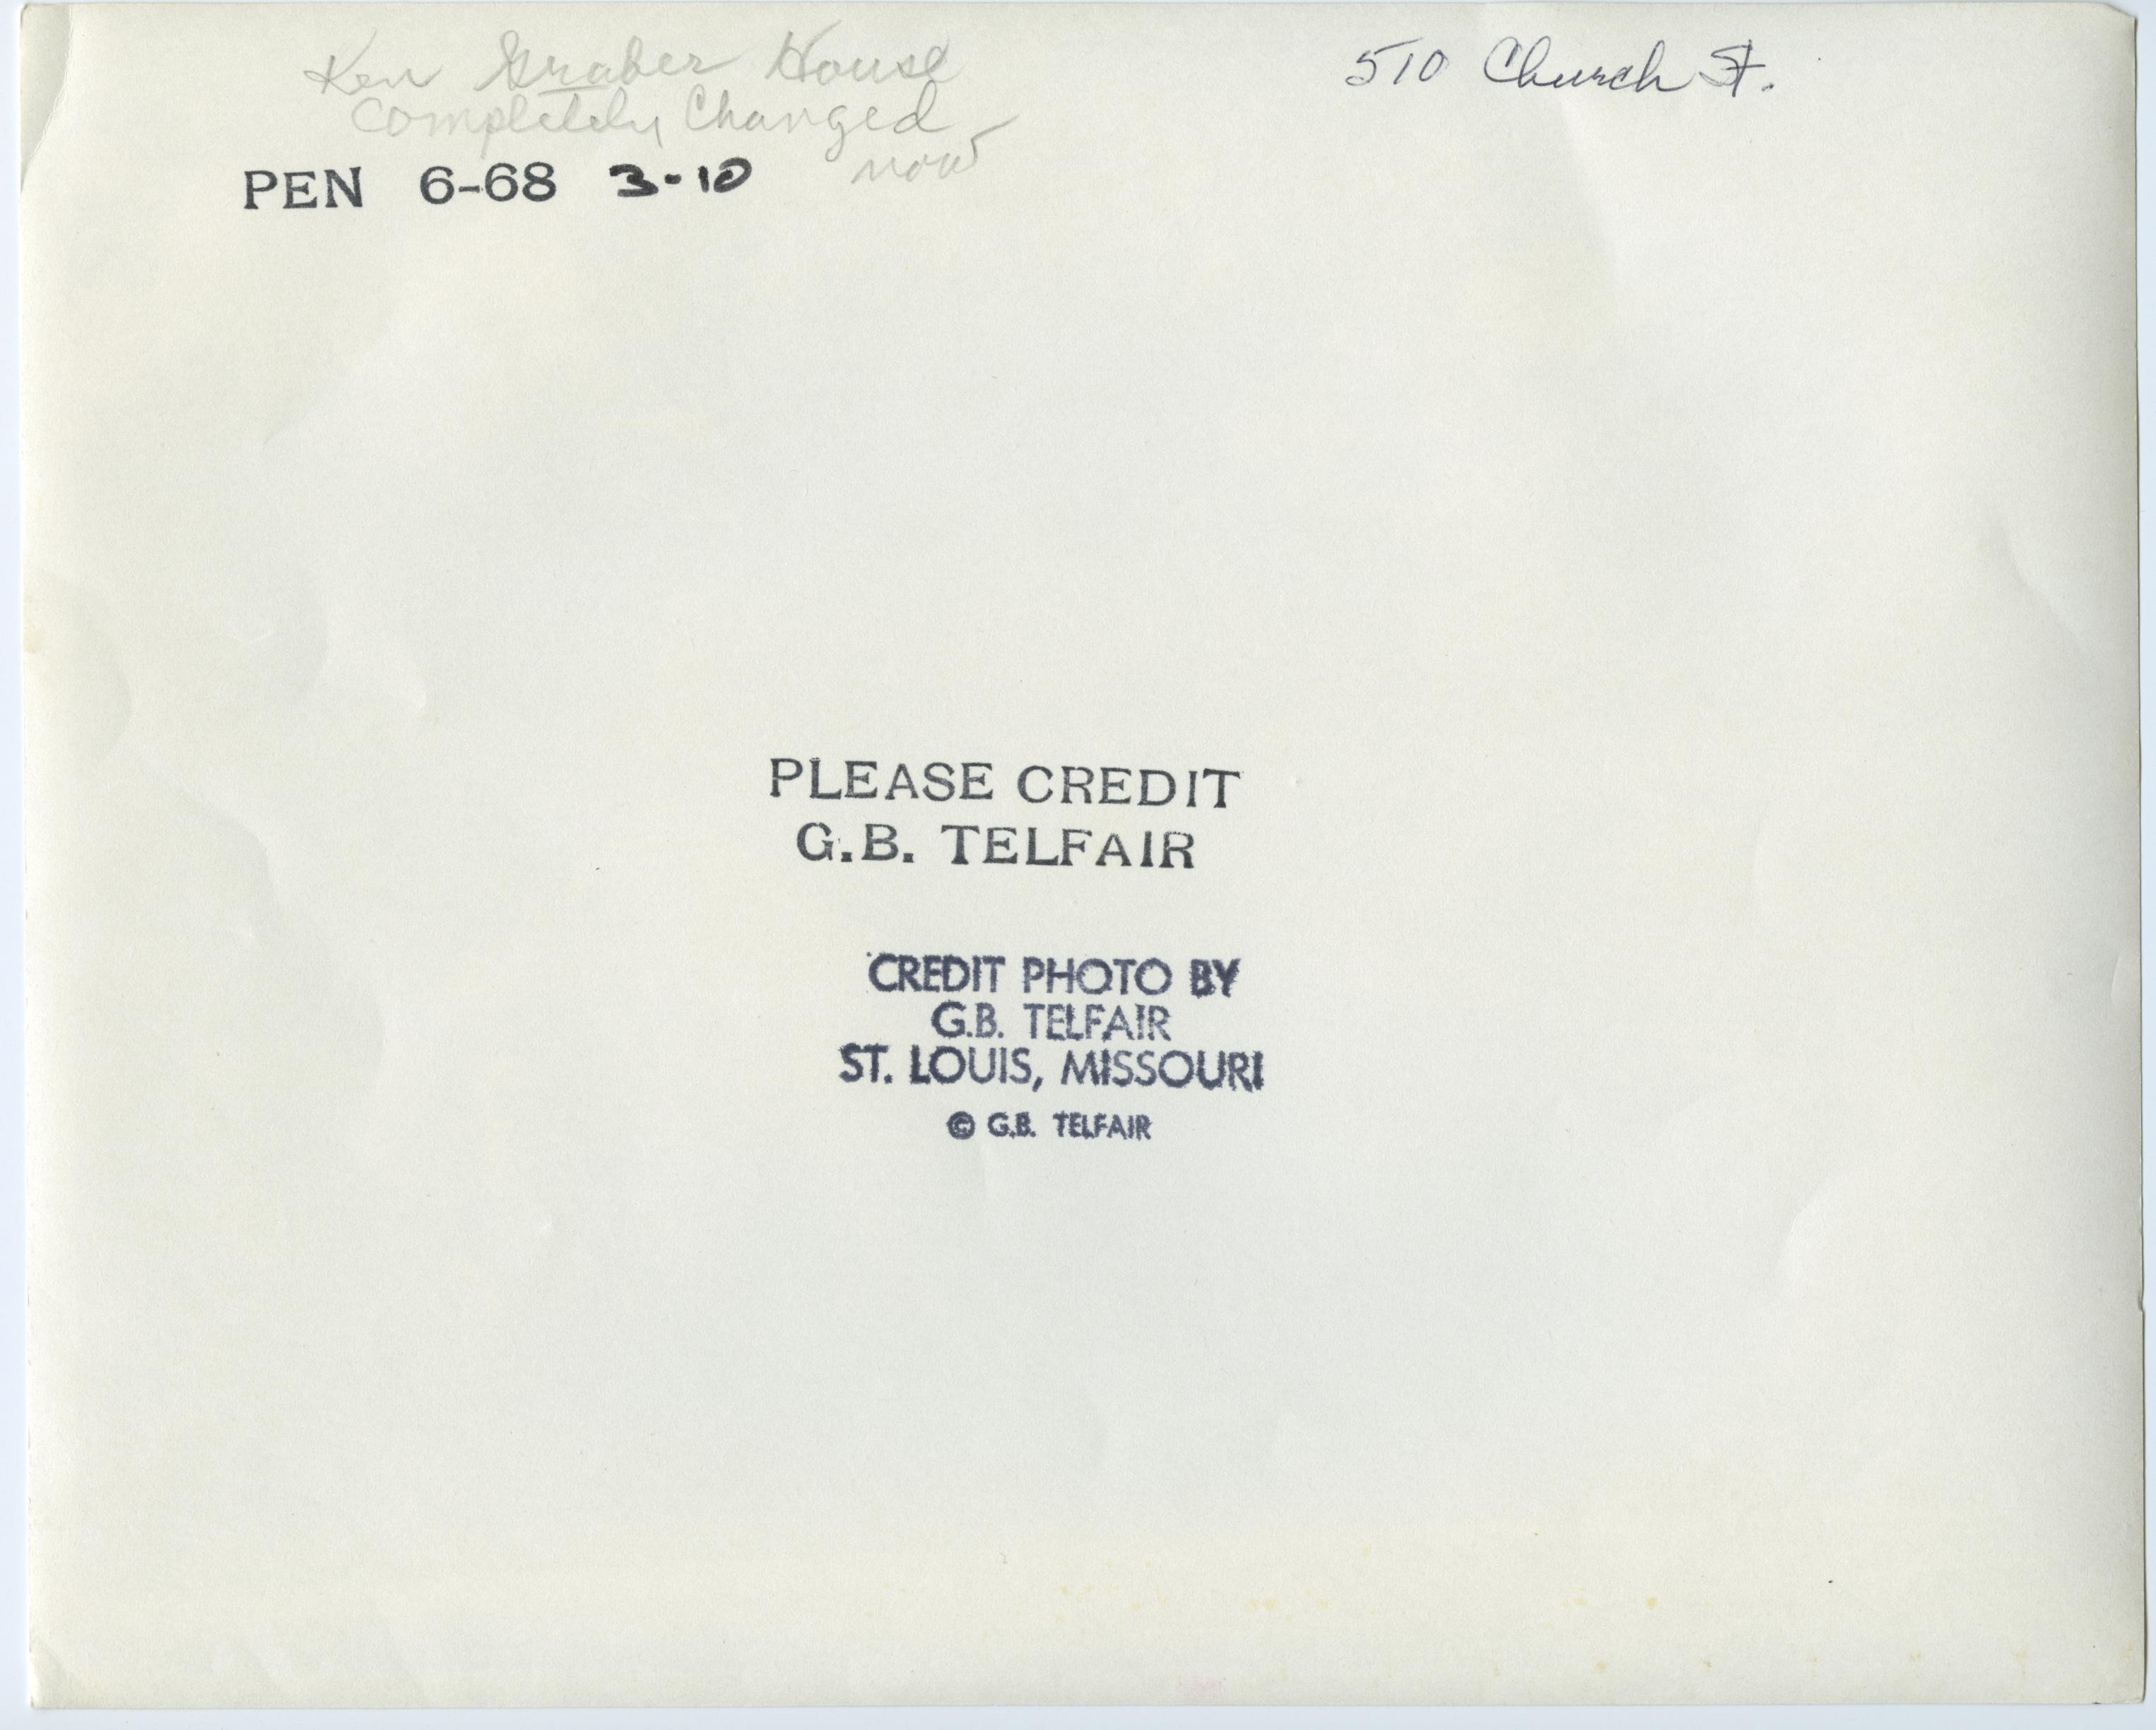 Ken Graber House
Completely Changed
now
510 Church St.
PEN 6-68 3-10
PLEASE CREDIT
G.B. TELFAIR
CREDIT PHOTO BY
G.B. TELFAIR
ST. LOUIS, MISSOURI
© G.B. TELFAIR